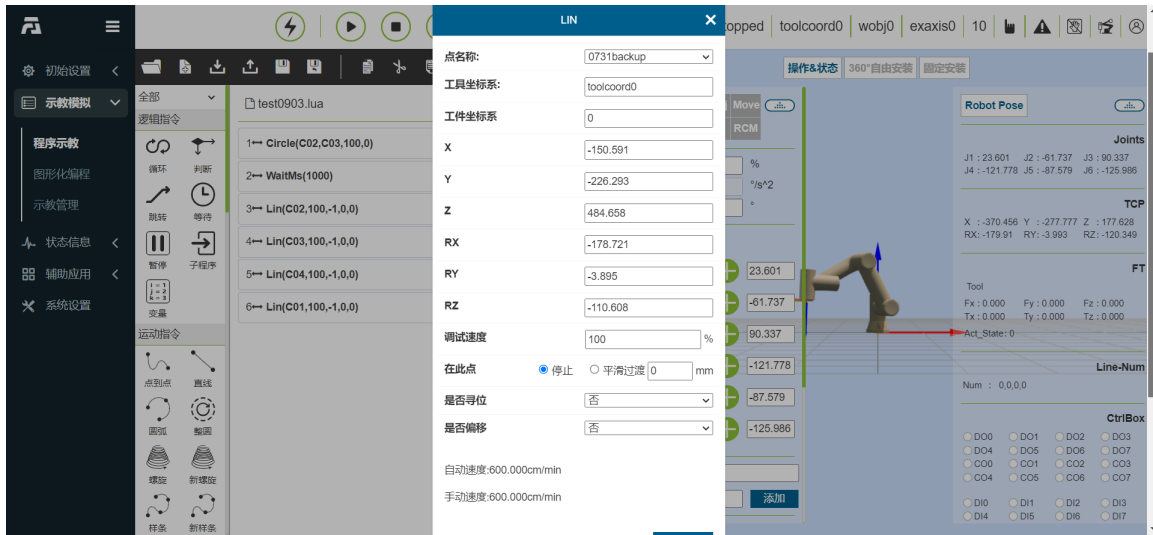 LIN
opped toolcoord0 wobj0 exaxis0 10
初始设置
示教模拟
程序示教
图形化编程
示教管理
状态信息
辅助应用
系统设置
全部
逻辑指令
循环 判断
跳转 等待
暂停 子程序
i = 1
j = 2
k = 3
变量
运动指令
点到点 直线
圆弧 整圆
螺旋 新螺旋
样条 新样条
test0903.lua
1 Circle(C02,C03,100,0)
2 WaitMs(1000)
3 Lin(C02,100,-1,0,0)
4 Lin(C03,100,-1,0,0)
5 Lin(C04,100,-1,0,0)
6 Lin(C01,100,-1,0,0)
点名称: 0731backup
工具坐标系: toolcoord0
工件坐标系 0
X -150.591
Y -226.293
Z 484.658
RX -178.721
RY -3.895
RZ -110.608
调试速度 100 %
在此点 停止 平滑过渡 0 mm
是否寻位 否
是否偏移 否
自动速度:600.000cm/min
手动速度:600.000cm/min
操作&状态 360°自由安装 固定安装
Move
RCM
%
°/s^2
°
23.601
-61.737
90.337
-121.778
-87.579
-125.986
添加
Robot Pose
Joints
J1 : 23.601 J2 : -61.737 J3 : 90.337
J4 : -121.778 J5 : -87.579 J6 : -125.986
TCP
X : -370.456 Y : -277.777 Z : 177.628
RX: -179.91 RY: -3.993 RZ: -120.349
FT
Tool
Fx : 0.000 Fy : 0.000 Fz : 0.000
Tx : 0.000 Ty : 0.000 Tz : 0.000
Act_State: 0
Line-Num
Num : 0,0,0,0
CtrlBox
DO0 DO1 DO2 DO3
DO4 DO5 DO6 DO7
CO0 CO1 CO2 CO3
CO4 CO5 CO6 CO7
DI0 DI1 DI2 DI3
DI4 DI5 DI6 DI7